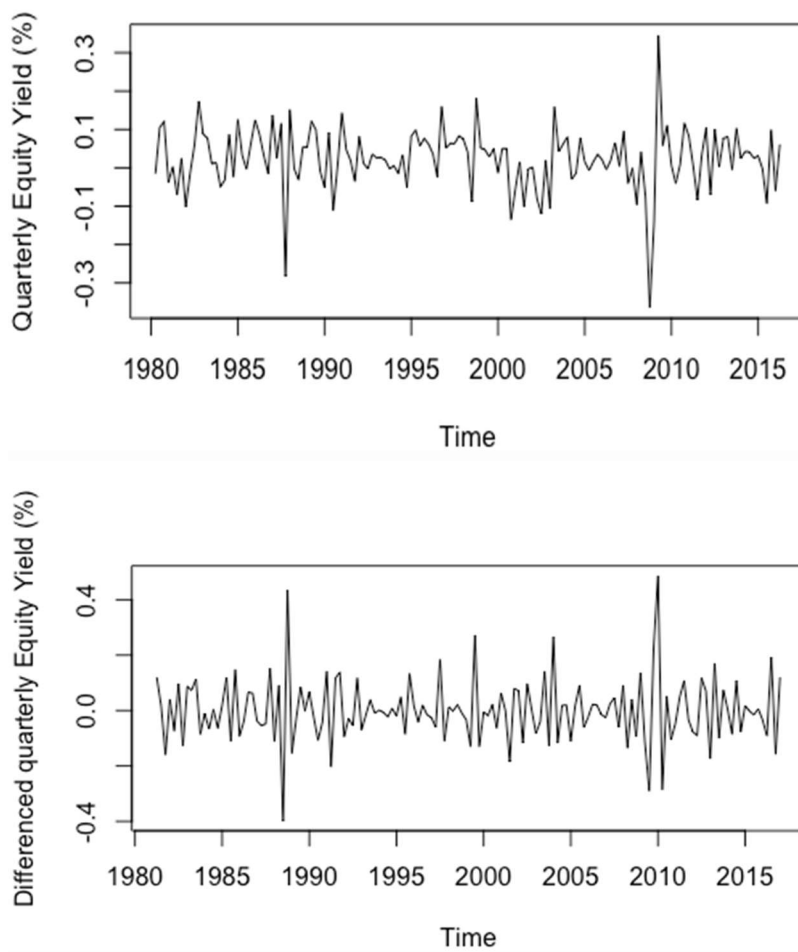 Quarterly Equity Yield (%)
0.3
0.1
-0.1
-0.3
1980 1985 1990 1995 2000 2005 2010 2015
Time
Differenced quarterly Equity Yield (%)
0.4
0.0
-0.4
1980 1985 1990 1995 2000 2005 2010 2015
Time